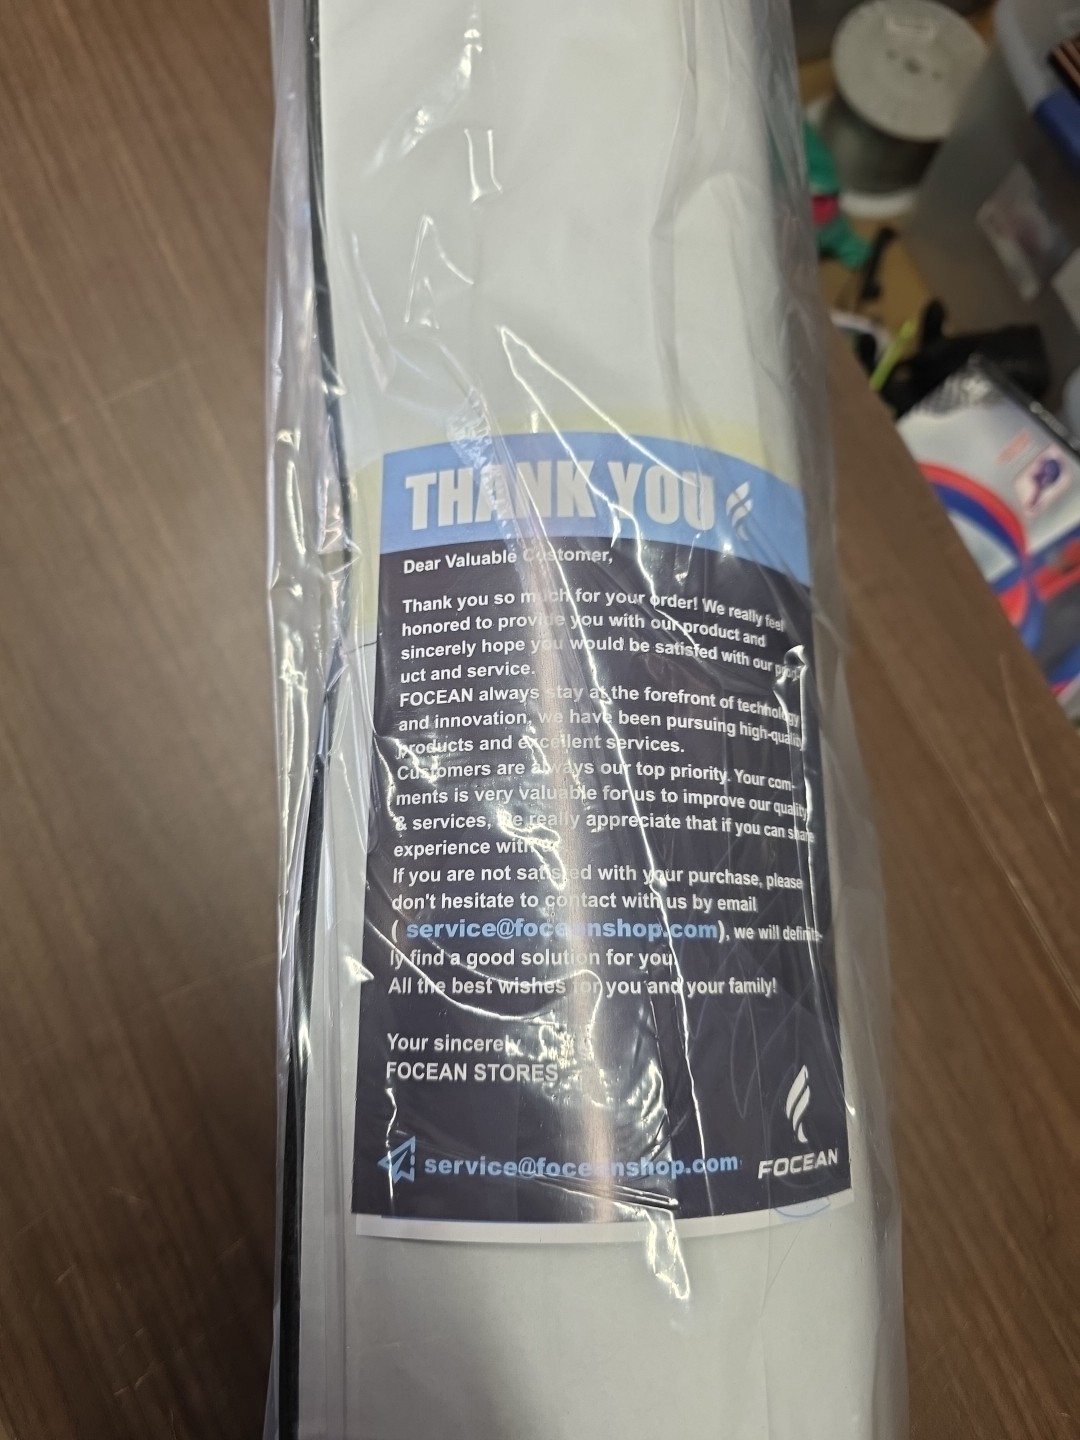 THANK YOU
Dear Valuable Customer,
Thank you so much for your order! We really feel
honored to provide you with our product and
sincerely hope you would be satisfed with our prod-
uct and service.
FOCEAN always stay at the forefront of technology
and innovation, we have been pursuing high-quality
products and excellent services.
Customers are always our top priority. Your com-
ments is very valuable for us to improve our quality
& services, we really appreciate that if you can share
experience with us
If you are not satisfed with your purchase, please
don't hesitate to contact with us by email
( service@foceanshop.com), we will definite-
ly find a good solution for you.
All the best wishes for you and your family!
Your sincerely
FOCEAN STORES
service@foceanshop.com
FOCEAN